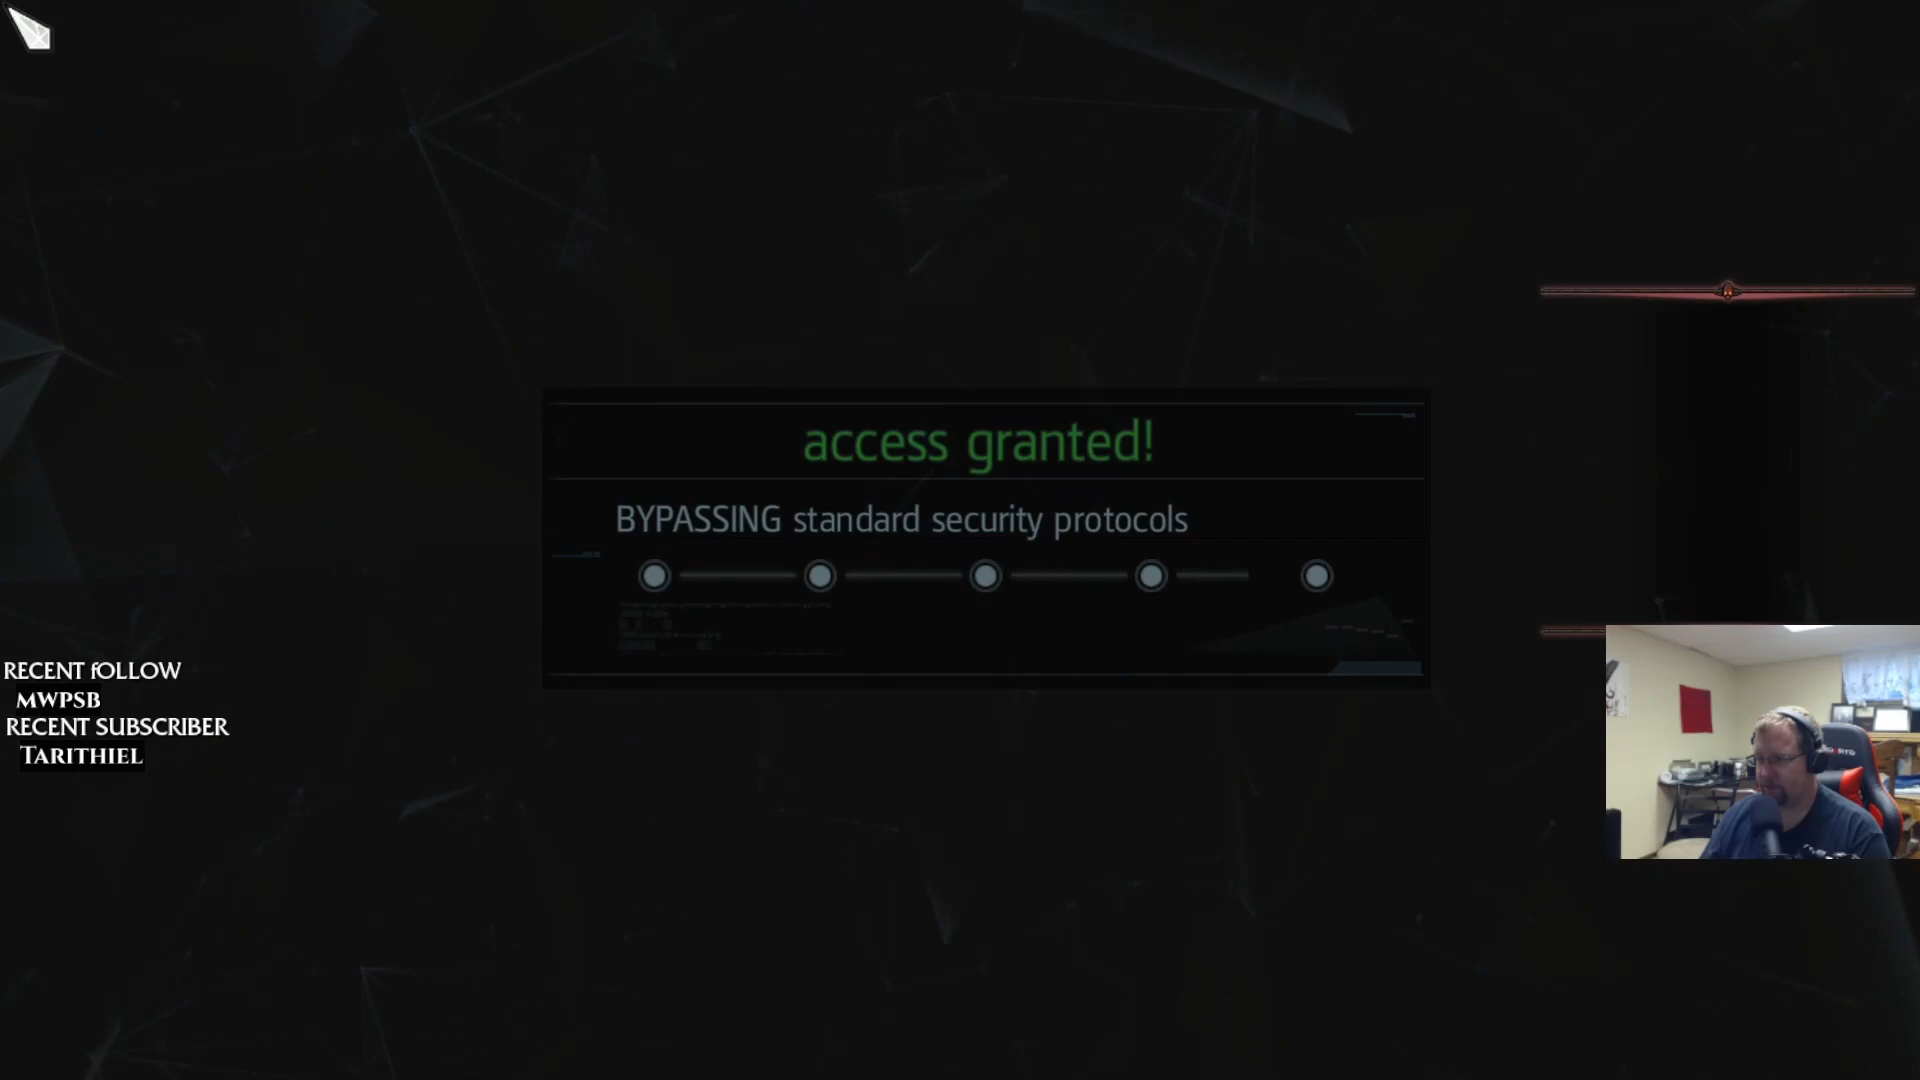 access granted!
BYPASSING standard security protocols
RECENT fOLLOW
MWPSB
RECENT SUBSCRIBER
TARITHIEL